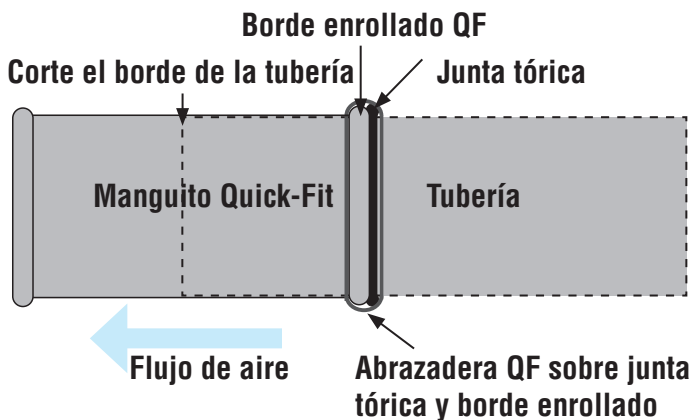 Borde enrollado QF
Corte el borde de la tubería
Junta tórica
Manguito Quick-Fit
Tubería
Flujo de aire
Abrazadera QF sobre junta
tórica y borde enrollado